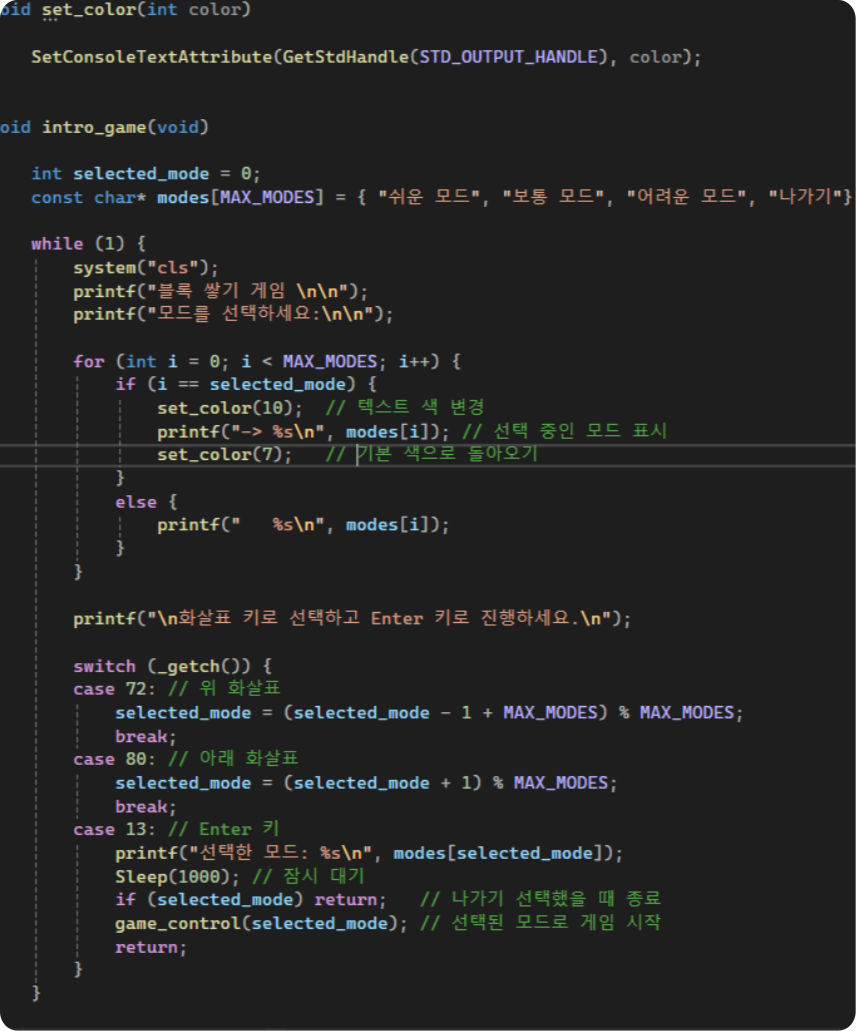 oid set_color(int color)
SetConsoleTextAttribute(GetStdHandle(STD_OUTPUT_HANDLE), color);
oid intro_game(void)
int selected_mode = 0;
const char* modes[MAX_MODES] = { "쉬운 모드", "보통 모드", "어려운 모드", "나가기"}
while (1) {
system("cls");
printf("블록 쌓기 게임 \n\n");
printf("모드를 선택하세요:\n\n");
for (int i = 0; i < MAX_MODES; i++) {
if (i == selected_mode) {
set_color(10);  // 텍스트 색 변경
printf("-> %s\n", modes[i]); // 선택 중인 모드 표시
set_color(7);   // 기본 색으로 돌아오기
}
else {
printf("   %s\n", modes[i]);
}
}
printf("\n화살표 키로 선택하고 Enter 키로 진행하세요.\n");
switch (_getch()) {
case 72: // 위 화살표
selected_mode = (selected_mode - 1 + MAX_MODES) % MAX_MODES;
break;
case 80: // 아래 화살표
selected_mode = (selected_mode + 1) % MAX_MODES;
break;
case 13: // Enter 키
printf("선택한 모드: %s\n", modes[selected_mode]);
Sleep(1000); // 잠시 대기
if (selected_mode) return;   // 나가기 선택했을 때 종료
game_control(selected_mode); // 선택된 모드로 게임 시작
return;
}
}